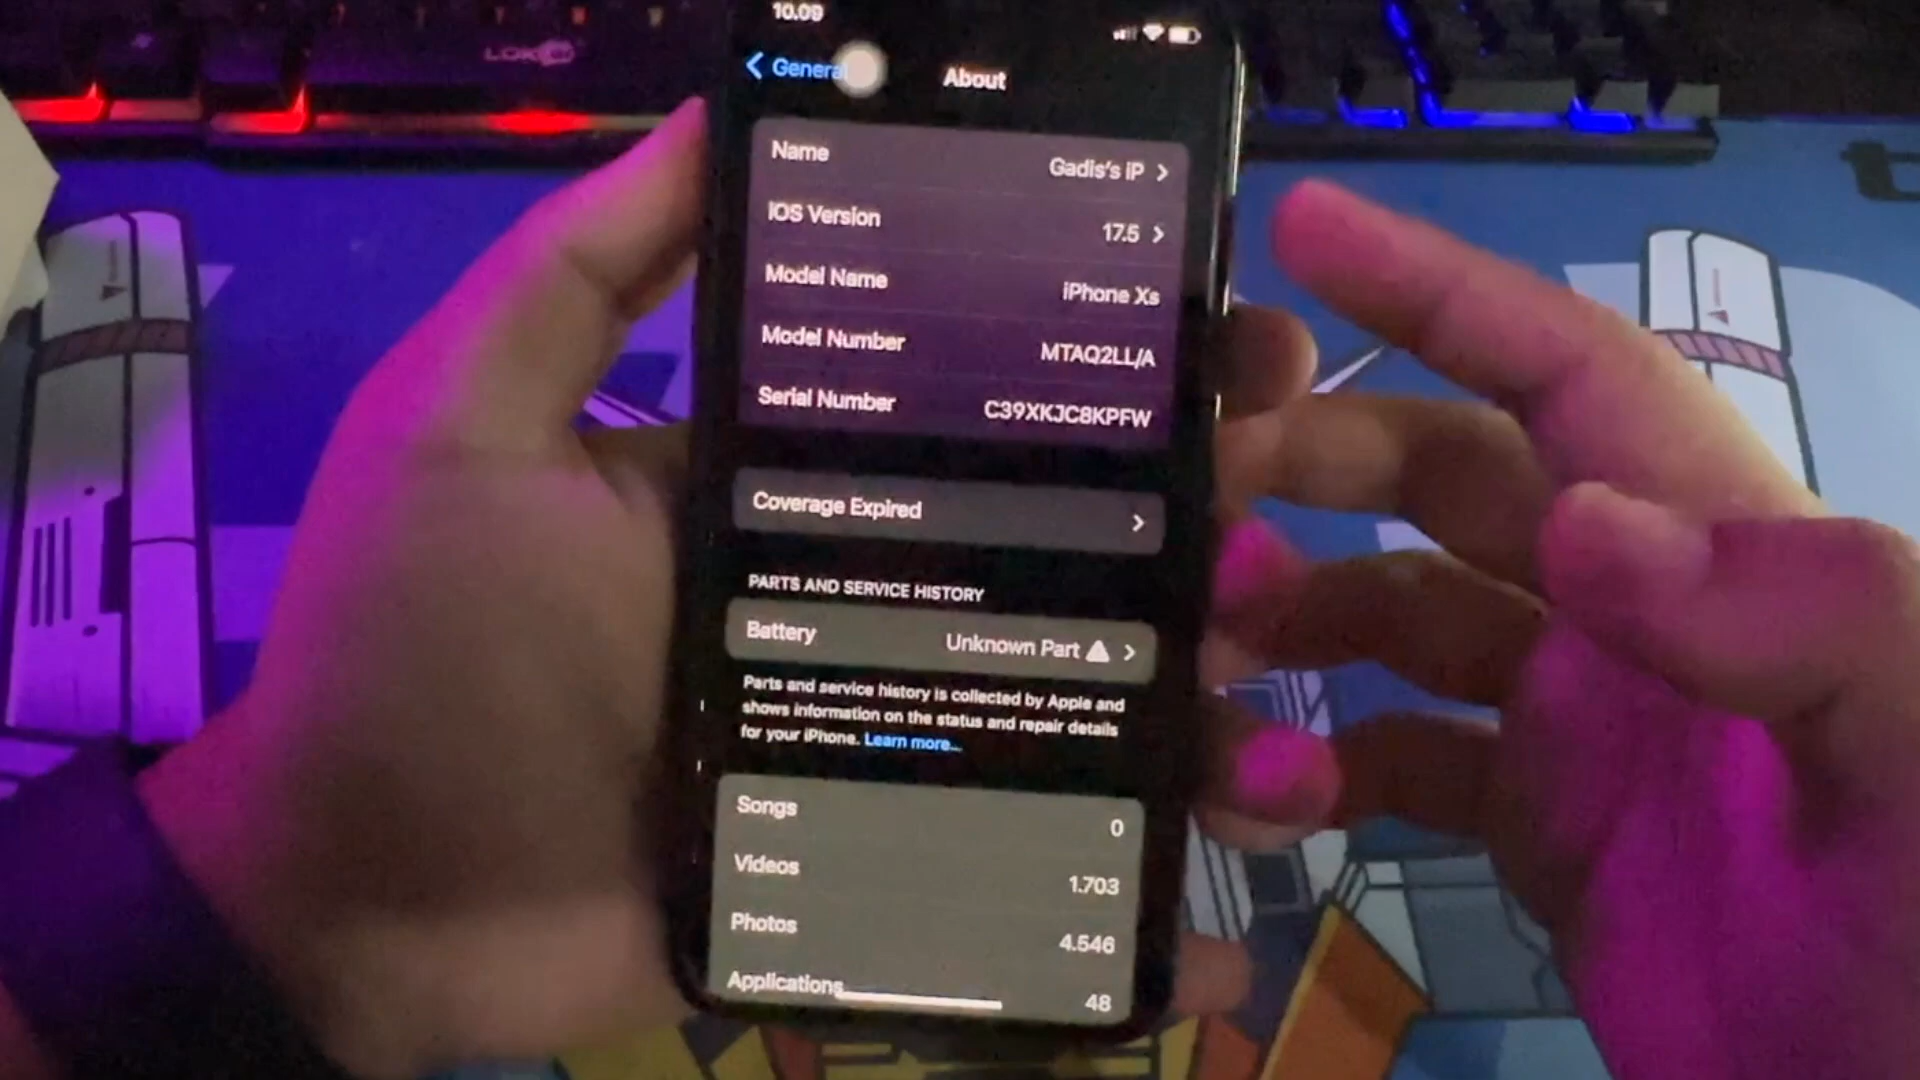 10.09
General
About
Name
Gadis's iP
iOS Version
17.5
Model Name
iPhone Xs
Model Number
MTAQ2LL/A
Serial Number
C39XKJC8KPFW
Coverage Expired
PARTS AND SERVICE HISTORY
Battery
Unknown Part
Parts and service history is collected by Apple and
shows information on the status and repair details
for your iPhone. Learn more...
Songs
0
Videos
1.703
Photos
4.546
Applications
48